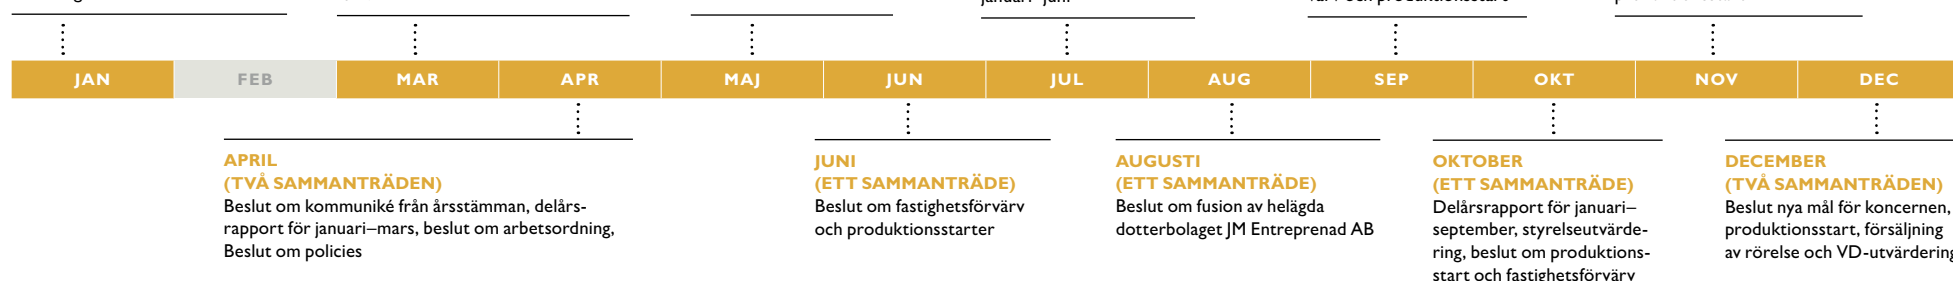 januari–juni
JAN
FEB
MAR
APR
MAJ
JUN
JUL
AUG
SEP
OKT
NOV
DEC
APRIL
(TVÅ SAMMANTRÄDEN)
Beslut om kommuniké från årsstämman, delårs-
rapport för januari–mars, beslut om arbetsordning,
Beslut om policies
JUNI
(ETT SAMMANTRÄDE)
Beslut om fastighetsförvärv
och produktionsstarter
AUGUSTI
(ETT SAMMANTRÄDE)
Beslut om fusion av helägda
dotterbolaget JM Entreprenad AB
OKTOBER
(ETT SAMMANTRÄDE)
Delårsrapport för januari–
september, styrelseutvärde-
ring, beslut om produktions-
start och fastighetsförvärv
DECEMBER
(TVÅ SAMMANTRÄDEN)
Beslut nya mål för koncernen,
produktionsstart, försäljning
av rörelse och VD-utvärdering